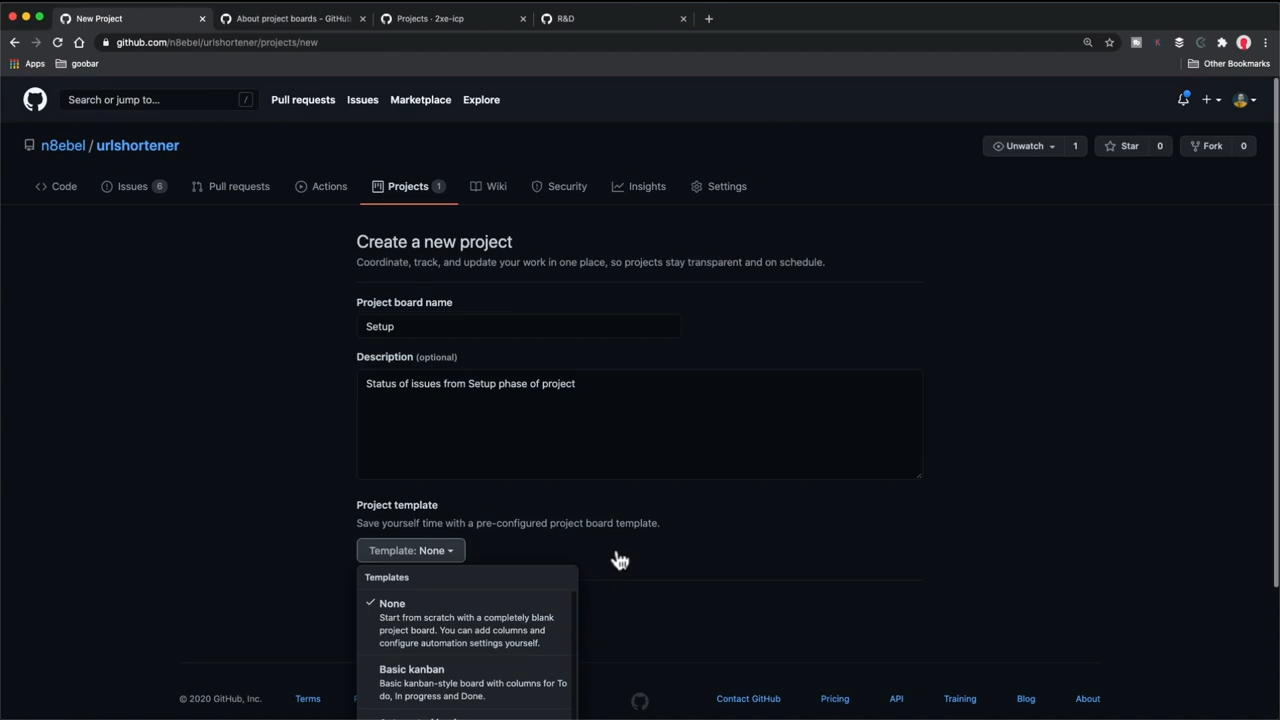 New Project
About project boards - GitHub
Projects · 2xe-icp
R&D
github.com/n8ebel/urlshortener/projects/new
Apps
goobar
Other Bookmarks
Search or jump to...
/
Pull requests
Issues
Marketplace
Explore
n8ebel / urlshortener
Unwatch 1
Star 0
Fork 0
Code
Issues 6
Pull requests
Actions
Projects 1
Wiki
Security
Insights
Settings
Create a new project
Coordinate, track, and update your work in one place, so projects stay transparent and on schedule.
Project board name
Setup
Description (optional)
Status of issues from Setup phase of project
Project template
Save yourself time with a pre-configured project board template.
Template: None
Templates
None
Start from scratch with a completely blank
project board. You can add columns and
configure automation settings yourself.
Basic kanban
Basic kanban-style board with columns for To
do, In progress and Done.
© 2020 GitHub, Inc.
Terms
Contact GitHub
Pricing
API
Training
Blog
About